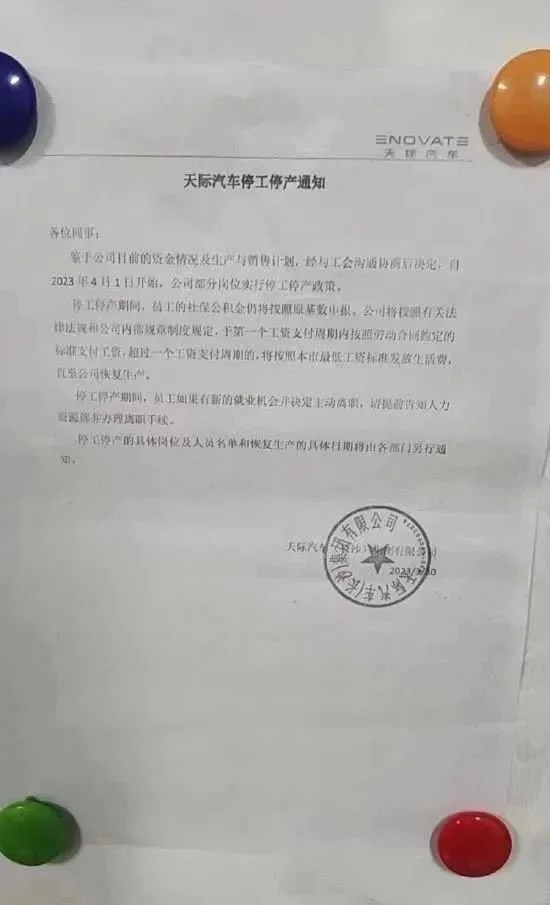 ENOVATE
天际汽车
天际汽车停工停产通知
各位同事：
鉴于公司目前的资金情况及生产与销售计划，经与工会沟通协商后决定，自
2023年4月1日开始，公司部分岗位实行停工停产政策。
停工停产期间，员工的社保公积金仍将按照原基数申报。公司将按照有关法
律法规和公司内部规章制度规定，于第一个工资支付周期内按照劳动合同约定的
标准支付工资，超过一个工资支付周期的，将按照本市最低工资标准发放生活费，
直至公司恢复生产。
停工停产期间，员工如果有新的就业机会并决定主动离职，请提前告知人力
资源部并办理离职手续。
停工停产的具体岗位及人员名单和恢复生产的具体日期将由各部门另行通
知。
天际汽车（长沙）集团有限公司
2023/3/30
天际汽车(长沙)集团有限公司